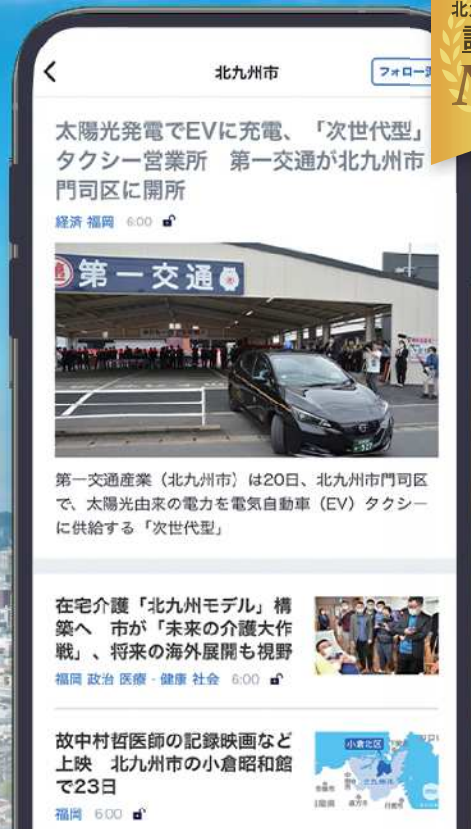 北九州市
フォロー
太陽光発電でEVに充電、「次世代型」
タクシー営業所　第一交通が北九州市
門司区に開所
経済 福岡 6:00
第一交通
第一交通産業（北九州市）は20日、北九州市門司区
で、太陽光由来の電力を電気自動車（EV）タクシー
に供給する「次世代型」
在宅介護「北九州モデル」構
築へ　市が「未来の介護大作
戦」、将来の海外展開も視野
福岡 政治 医療・健康 社会 6:00
故中村哲医師の記録映画など
上映　北九州市の小倉昭和館
で23日
小倉北区
福岡 6:00